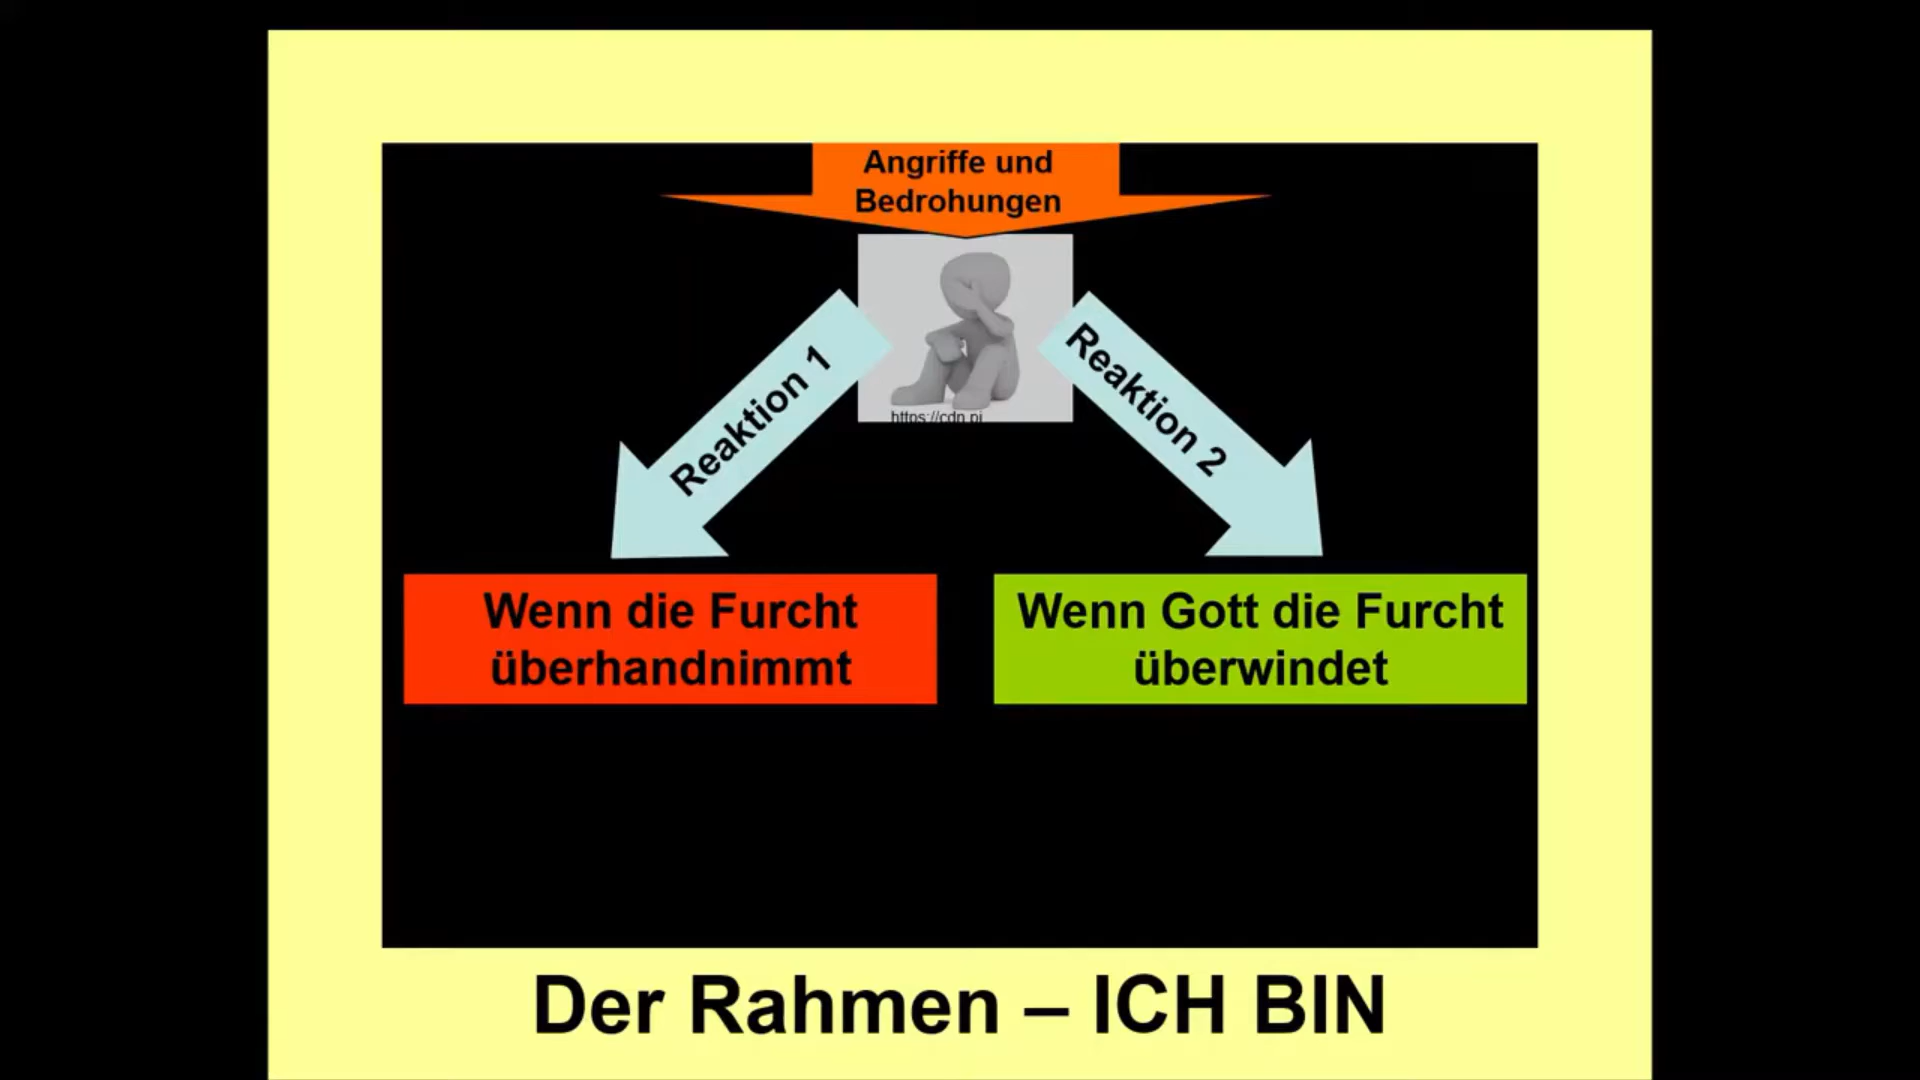 Angriffe und
Bedrohungen
https://cdn.pi
Reaktion 1
Reaktion 2
Wenn die Furcht
überhandnimmt
Wenn Gott die Furcht
überwindet
Der Rahmen – ICH BIN